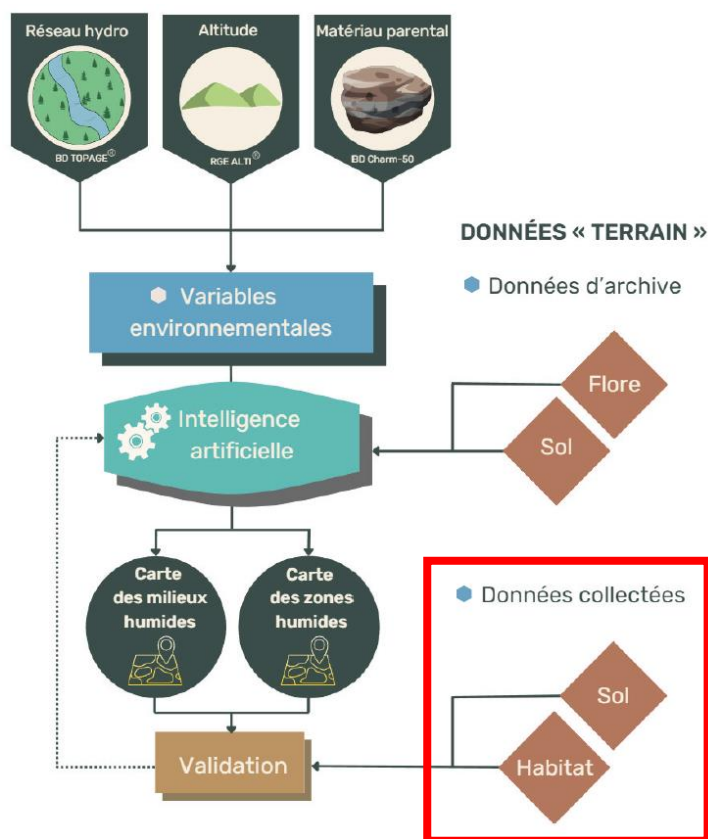 Réseau hydro
Altitude
Matériau parental
BD TOPAGE®
RGE ALTI®
BD Charm-50
DONNÉES « TERRAIN »
Variables
environnementales
Données d'archive
Flore
Sol
Intelligence
artificielle
Carte
des milieux
humides
Carte
des zones
humides
Données collectées
Sol
Habitat
Validation